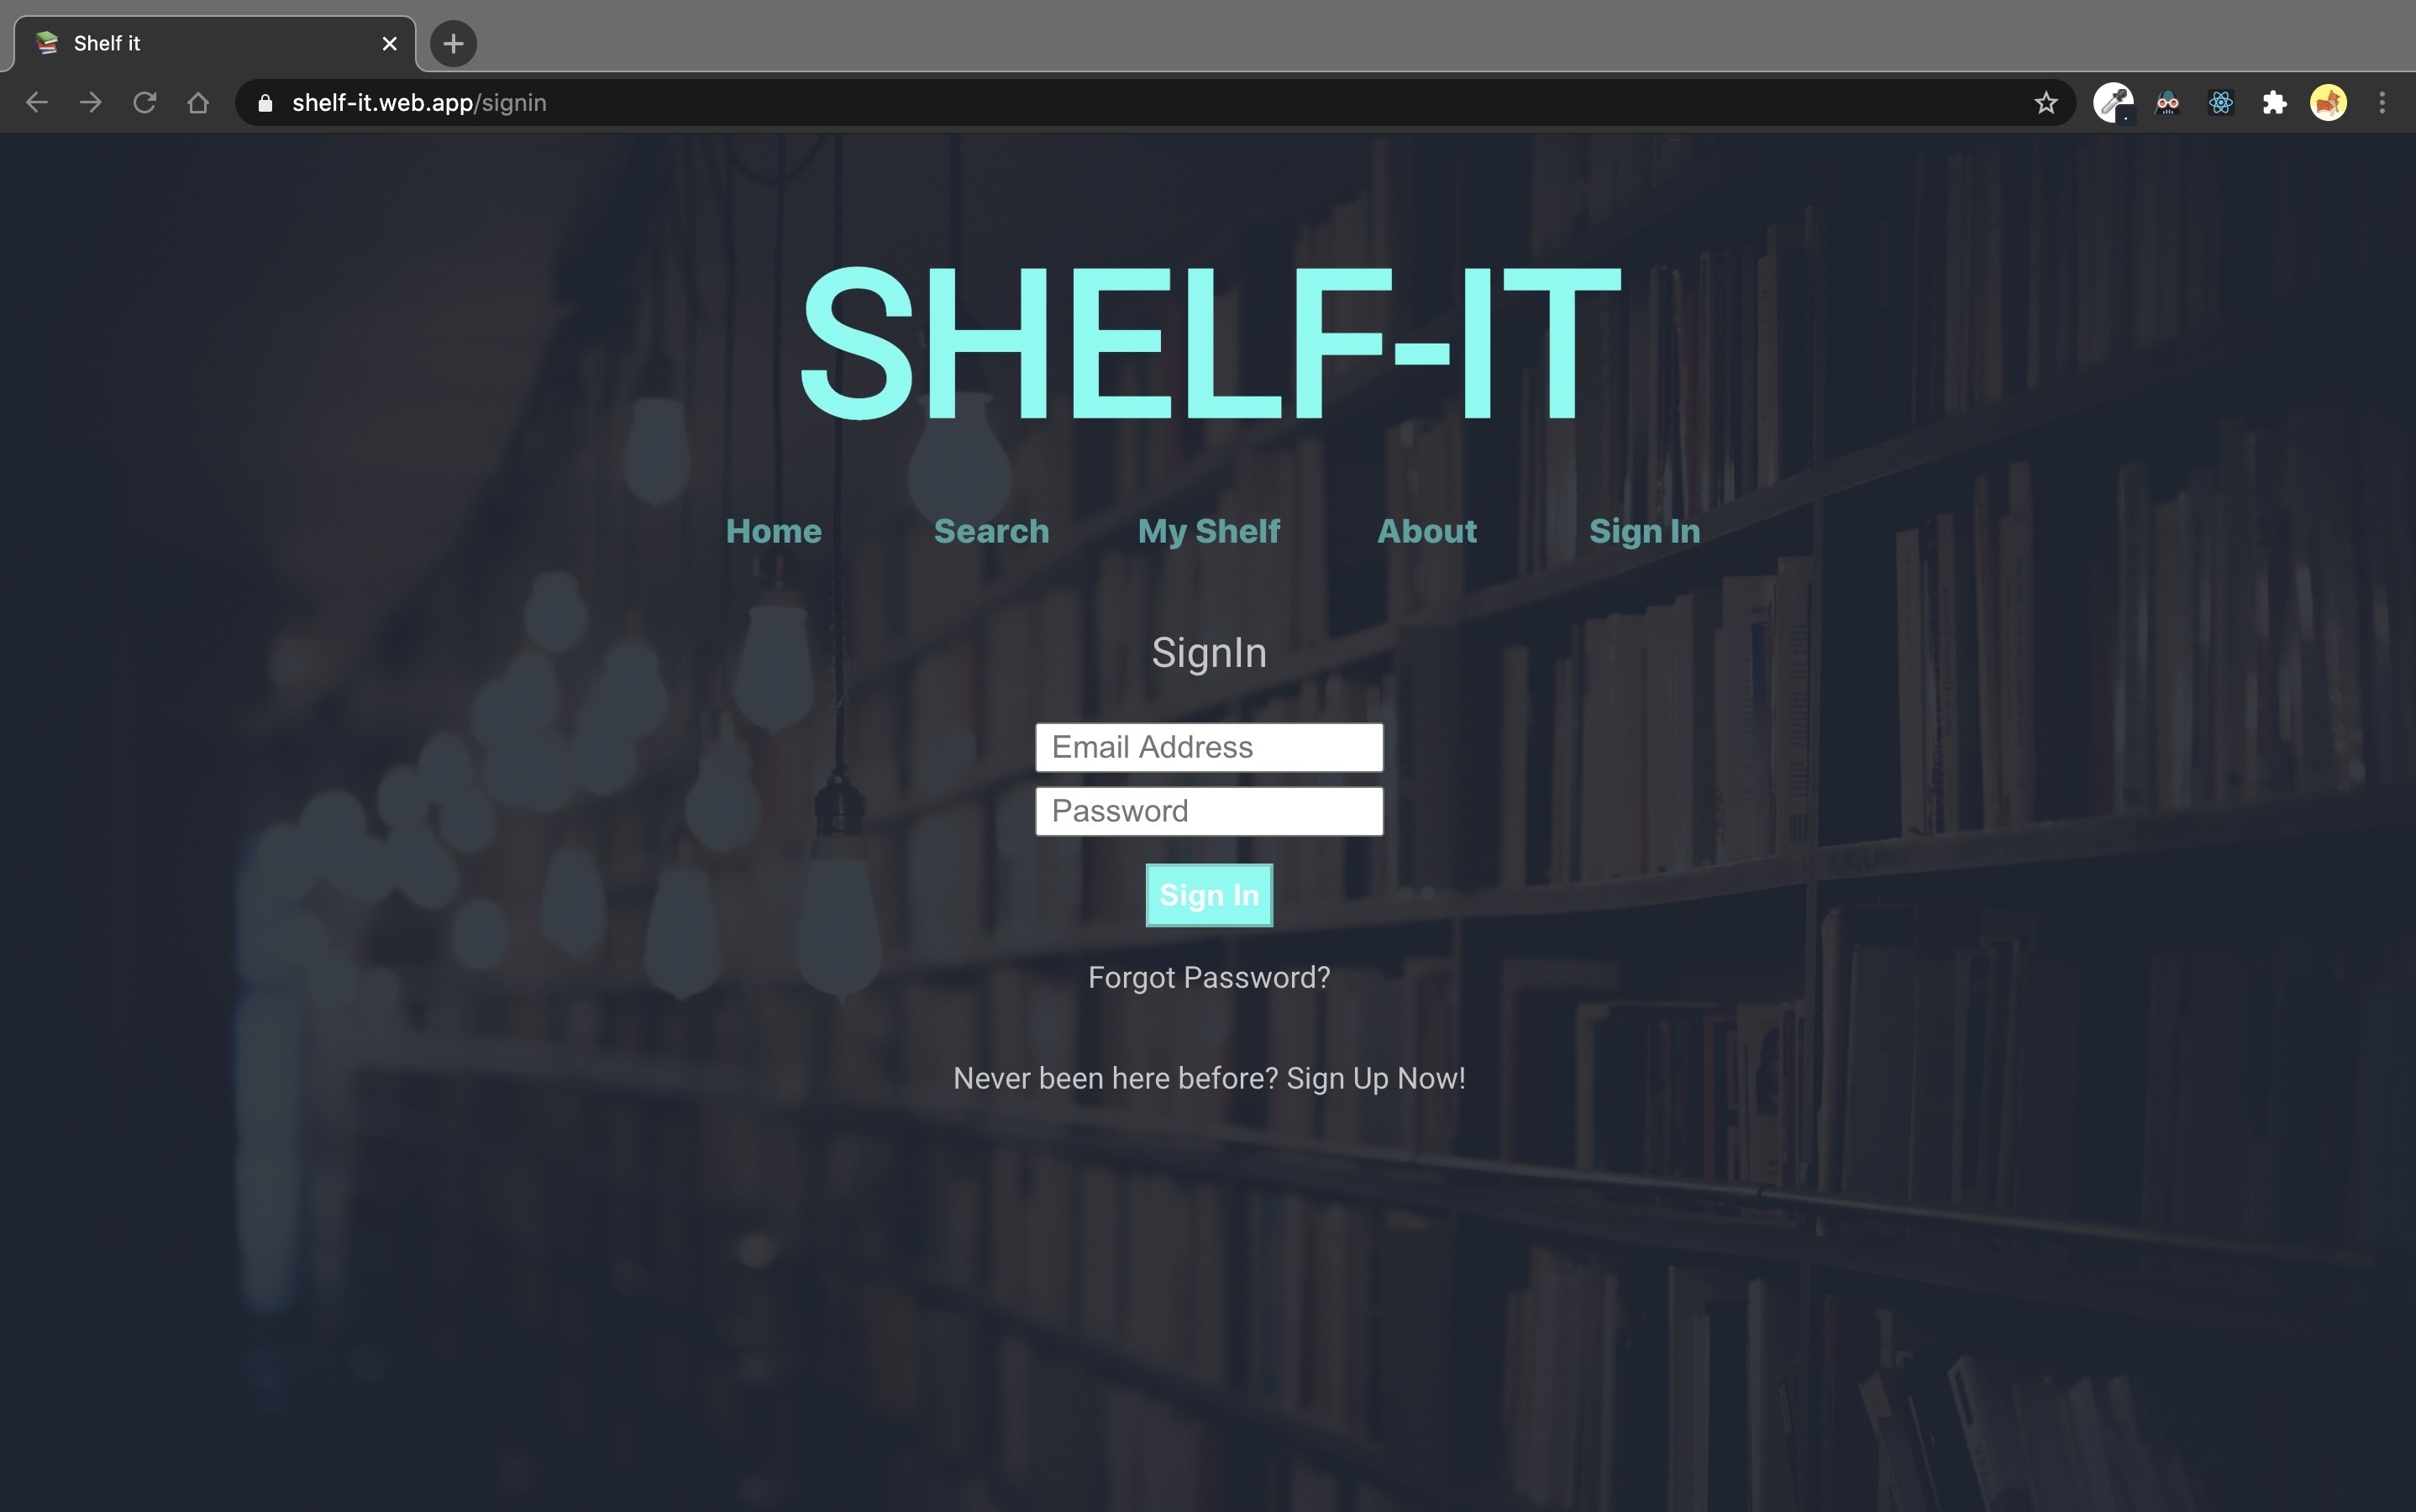 Shelf it
shelf-it.web.app/signin
SHELF-IT
Home Search My Shelf About Sign In
SignIn
Email Address
Password
Sign In
Forgot Password?
Never been here before? Sign Up Now!